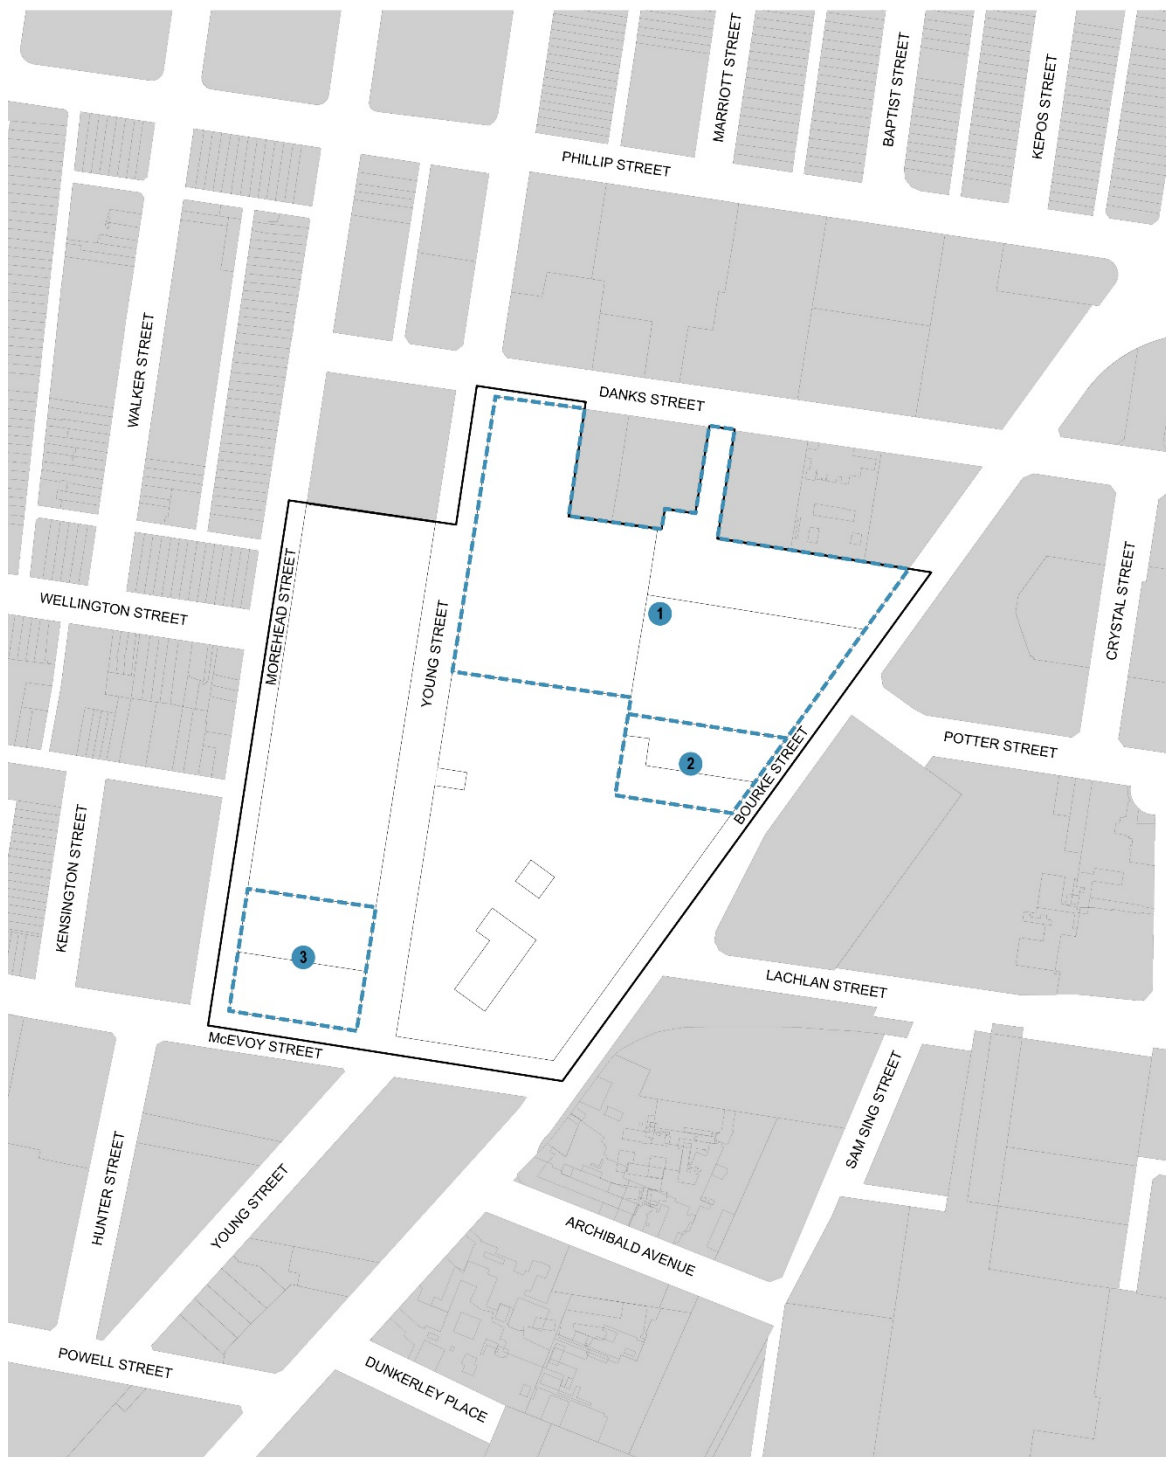 MARRIOTT STREET
BAPTIST STREET
KEPOS STREET
PHILLIP STREET
WALKER STREET
DANKS STREET
WELLINGTON STREET
MOREHEAD STREET
YOUNG STREET
1
CRYSTAL STREET
POTTER STREET
2
BOURKE STREET
KENSINGTON STREET
3
LACHLAN STREET
McEVOY STREET
SAM SING STREET
HUNTER STREET
YOUNG STREET
ARCHIBALD AVENUE
POWELL STREET
DUNKERLEY PLACE